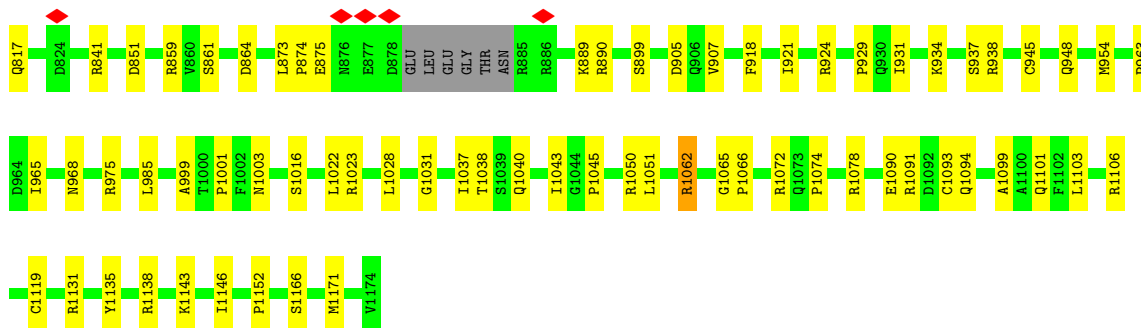 Q817 D824 R841 D851 R859 V860 S861 D864 L873 P874 E875 N876 E877 D878 GLU LEU GLU GLY THR ASN R885 R886 K889 R890 S899 D905 Q906 V907 F918 I921 R924 P929 Q930 I931 K934 S937 R938 C945 Q948 M954
D964 I965 N968 R975 L985 A999 T1000 P1001 F1002 N1003 S1016 L1022 R1023 L1028 G1031 I1037 T1038 S1039 Q1040 I1043 G1044 P1045 R1050 L1051 R1062 G1065 P1066 R1072 Q1073 P1074 R1078 E1090 R1091 D1092 C1093 Q1094 A1099 A1100 Q1101 F1102 L1103 R1106
C1119 R1131 Y1135 R1138 K1143 I1146 P1152 S1166 M1171 V1174